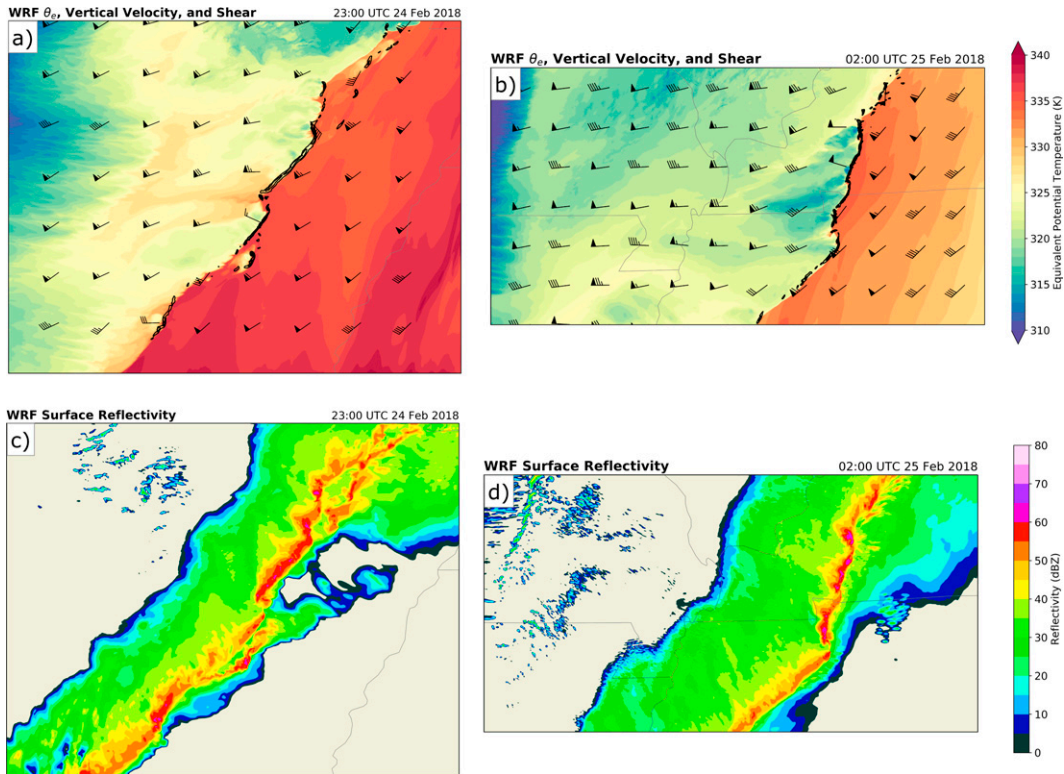 WRF θe, Vertical Velocity, and Shear 23:00 UTC 24 Feb 2018
a)
WRF θe, Vertical Velocity, and Shear 02:00 UTC 25 Feb 2018
b)
340
335
330
325
320
315
310
Equivalent Potential Temperature (K)
WRF Surface Reflectivity 23:00 UTC 24 Feb 2018
c)
WRF Surface Reflectivity 02:00 UTC 25 Feb 2018
d)
80
70
60
50
40
30
20
10
0
Reflectivity (dBZ)